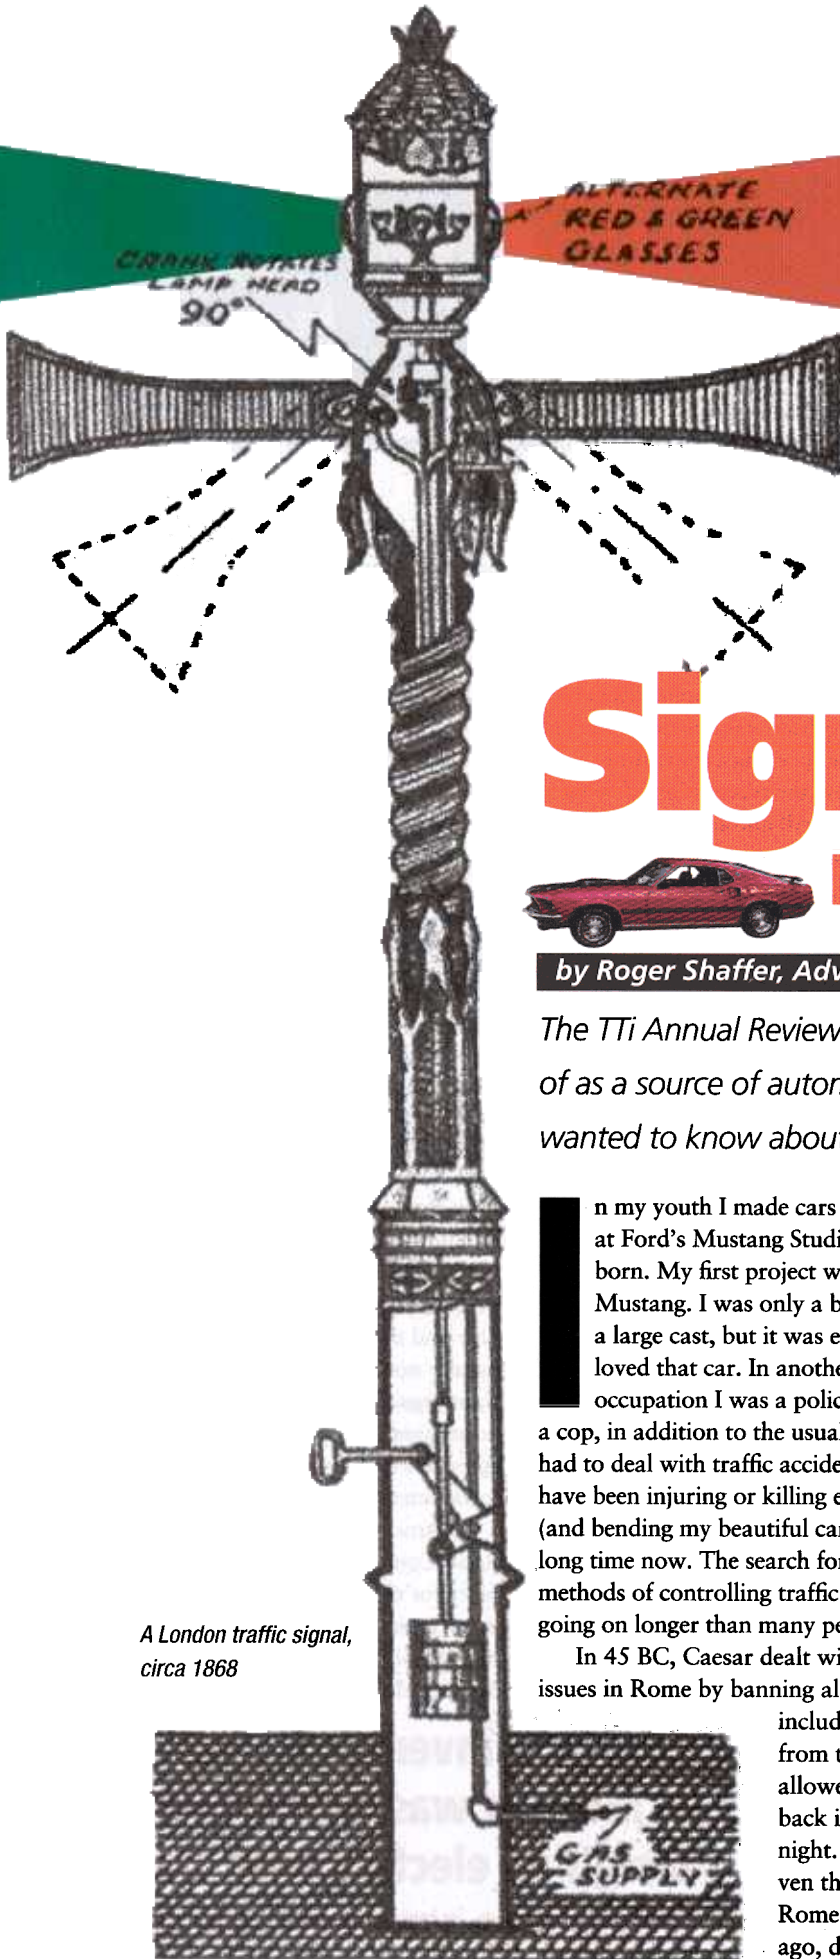 ALTERNATE
RED & GREEN
GLASSES
CRANK ROTATES
LAMP HEAD
90°
Sig
by Roger Shaffer, Adv
The TTi Annual Review
of as a source of auton
wanted to know about
In my youth I made cars
at Ford's Mustang Studi
born. My first project w
Mustang. I was only a b
a large cast, but it was e
loved that car. In anothe
occupation I was a polic
a cop, in addition to the usual
had to deal with traffic accide
have been injuring or killing e
(and bending my beautiful car
long time now. The search for
methods of controlling traffic
going on longer than many pe
In 45 BC, Caesar dealt wi
issues in Rome by banning al
includ
from t
allowe
back i
night.
ven th
Rome
ago, d
A London traffic signal,
circa 1868
GAS
SUPPLY